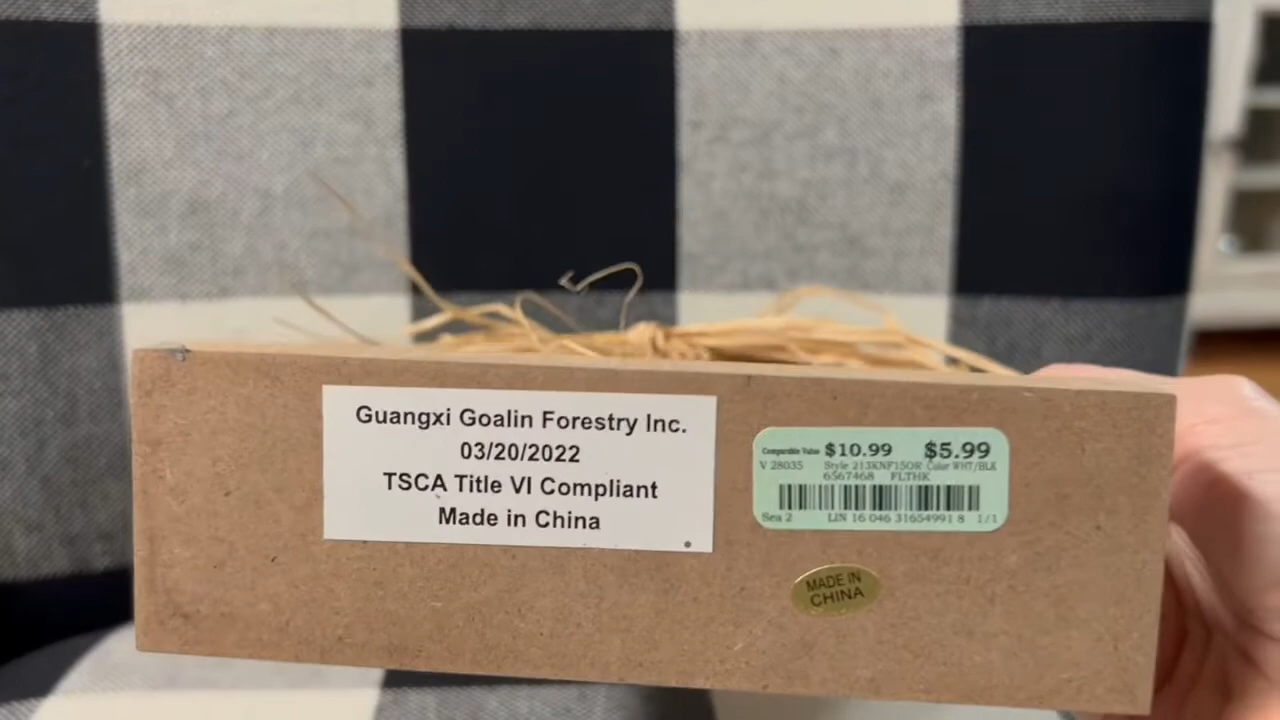 Guangxi Goalin Forestry Inc.
03/20/2022
TSCA Title VI Compliant
Made in China
Comparable Value $10.99 $5.99
V 28035 Style 213KNF15OR Color WHT/BLK
6567468 FLTHK
Sea 2 LIN 16 046 31654991 8 1/1
MADE IN
CHINA